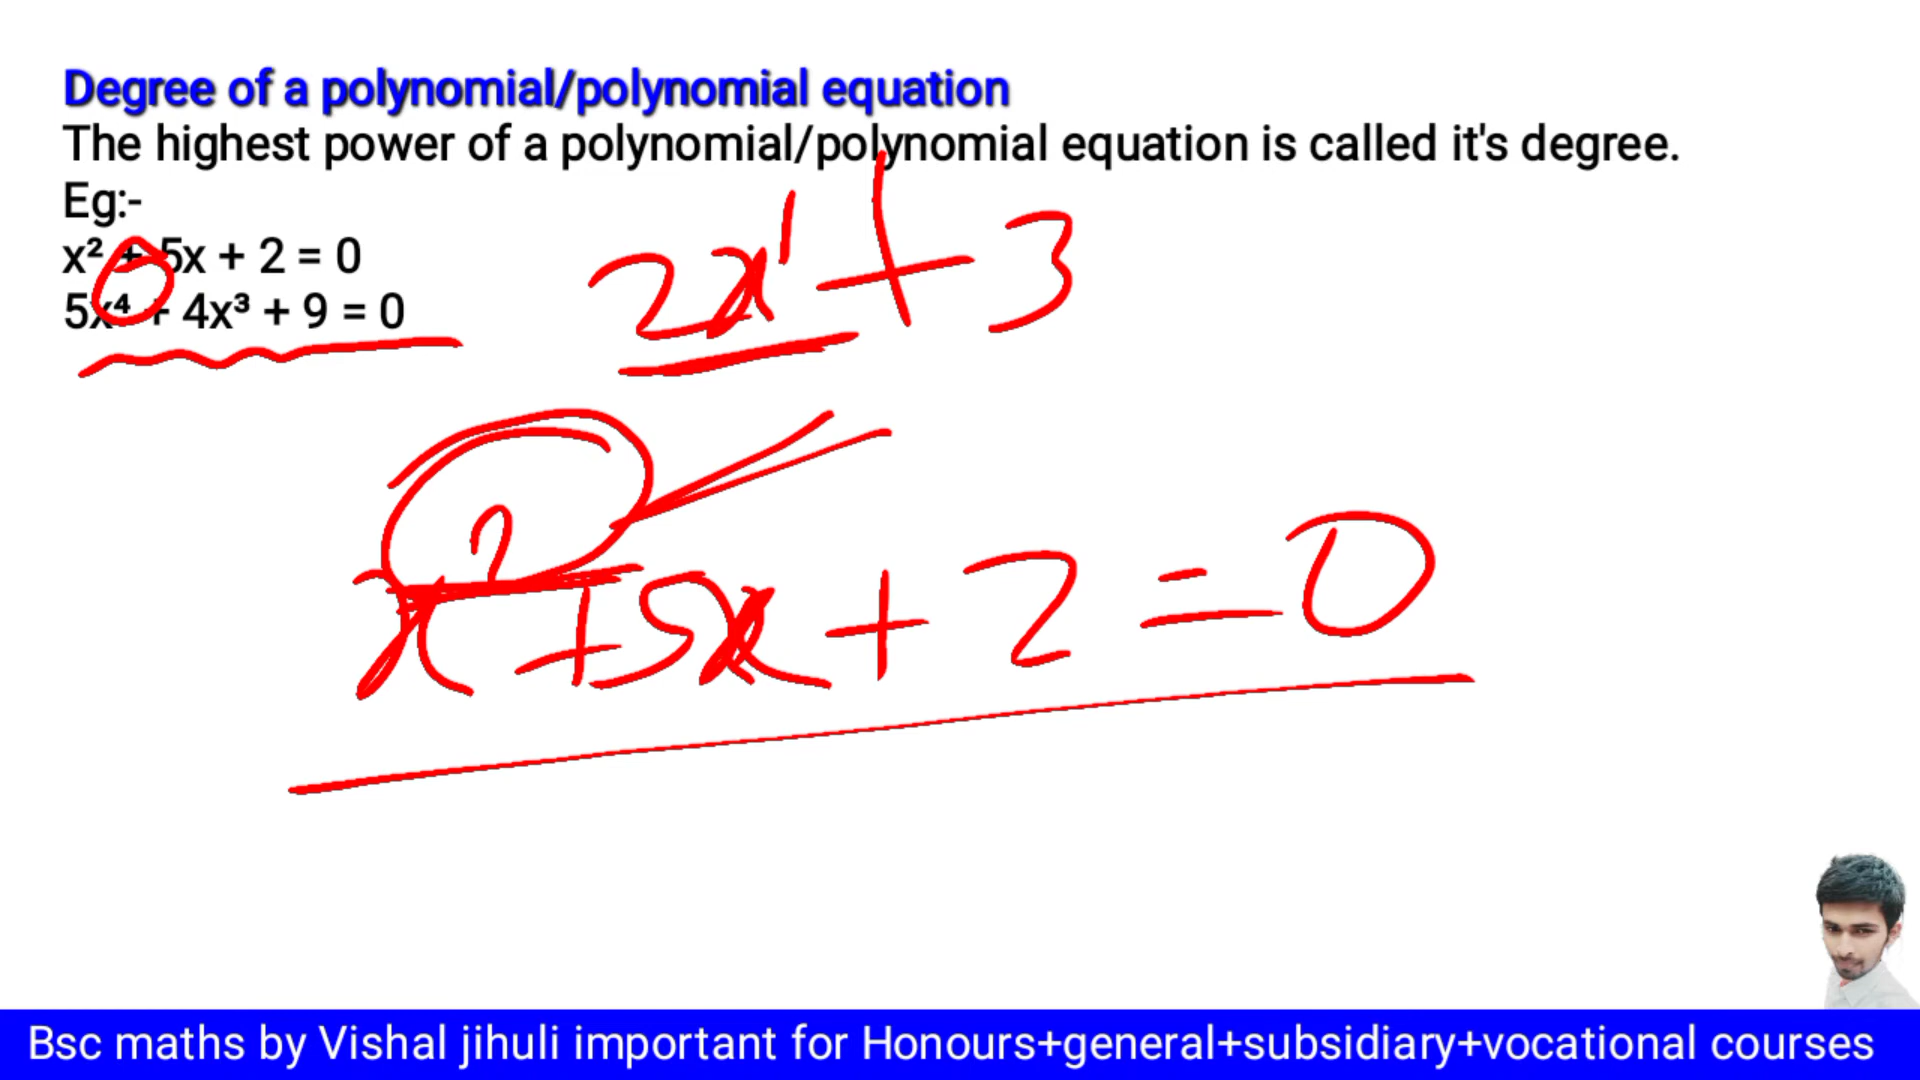 Degree of a polynomial/polynomial equation
The highest power of a polynomial/polynomial equation is called it's degree.
Eg:-
x² + 5x + 2 = 0
5x⁴ + 4x³ + 9 = 0
2x¹ + 3
x² + 5x + 2 = 0
Bsc maths by Vishal jihuli important for Honours+general+subsidiary+vocational courses